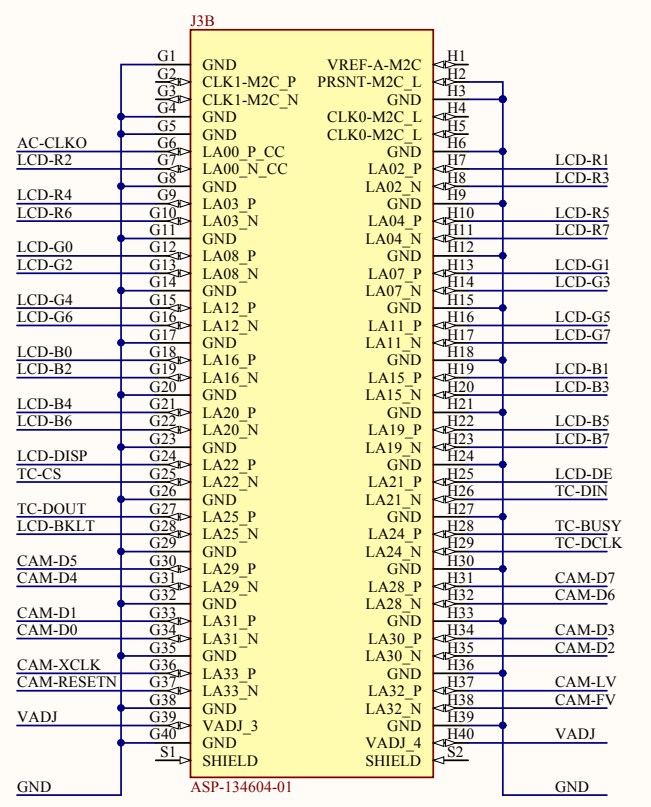 J3B
G1 GND VREF-A-M2C H1
G2 CLK1-M2C_P PRSNT-M2C_L H2
G3 CLK1-M2C_N GND H3
G4 GND CLK0-M2C_L H4
G5 GND CLK0-M2C_L H5
AC-CLKO G6 LA00_P_CC GND H6
LCD-R2 G7 LA00_N_CC LA02_P H7 LCD-R1
G8 GND LA02_N H8 LCD-R3
LCD-R4 G9 LA03_P GND H9
LCD-R6 G10 LA03_N LA04_P H10 LCD-R5
G11 GND LA04_N H11 LCD-R7
LCD-G0 G12 LA08_P GND H12
LCD-G2 G13 LA08_N LA07_P H13 LCD-G1
G14 GND LA07_N H14 LCD-G3
LCD-G4 G15 LA12_P GND H15
LCD-G6 G16 LA12_N LA11_P H16 LCD-G5
G17 GND LA11_N H17 LCD-G7
LCD-B0 G18 LA16_P GND H18
LCD-B2 G19 LA16_N LA15_P H19 LCD-B1
G20 GND LA15_N H20 LCD-B3
LCD-B4 G21 LA20_P GND H21
LCD-B6 G22 LA20_N LA19_P H22 LCD-B5
G23 GND LA19_N H23 LCD-B7
LCD-DISP G24 LA22_P GND H24
TC-CS G25 LA22_N LA21_P H25 LCD-DE
G26 GND LA21_N H26 TC-DIN
TC-DOUT G27 LA25_P GND H27
LCD-BKLT G28 LA25_N LA24_P H28 TC-BUSY
G29 GND LA24_N H29 TC-DCLK
CAM-D5 G30 LA29_P GND H30
CAM-D4 G31 LA29_N LA28_P H31 CAM-D7
G32 GND LA28_N H32 CAM-D6
CAM-D1 G33 LA31_P GND H33
CAM-D0 G34 LA31_N LA30_P H34 CAM-D3
G35 GND LA30_N H35 CAM-D2
CAM-XCLK G36 LA33_P GND H36
CAM-RESETN G37 LA33_N LA32_P H37 CAM-LV
G38 GND LA32_N H38 CAM-FV
VADJ G39 VADJ_3 GND H39
G40 GND VADJ_4 H40 VADJ
S1 SHIELD SHIELD S2
GND ASP-134604-01 GND